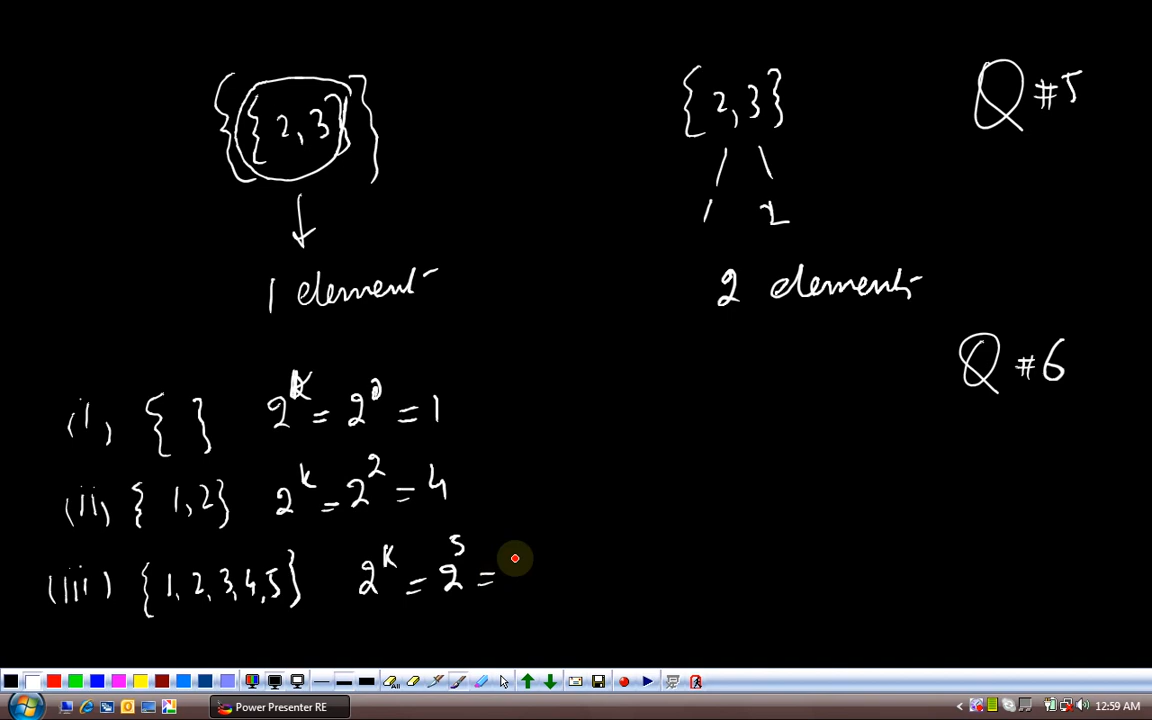 {{2,3}}
{2,3}
Q #5
1 2
1 element
2 elements
Q #6
(i) { } 2^k = 2^0 = 1
(ii) { 1,2} 2^k = 2^2 = 4
(iii) {1,2,3,4,5} 2^k = 2^5 =
All
Power Presenter RE
12:59 AM